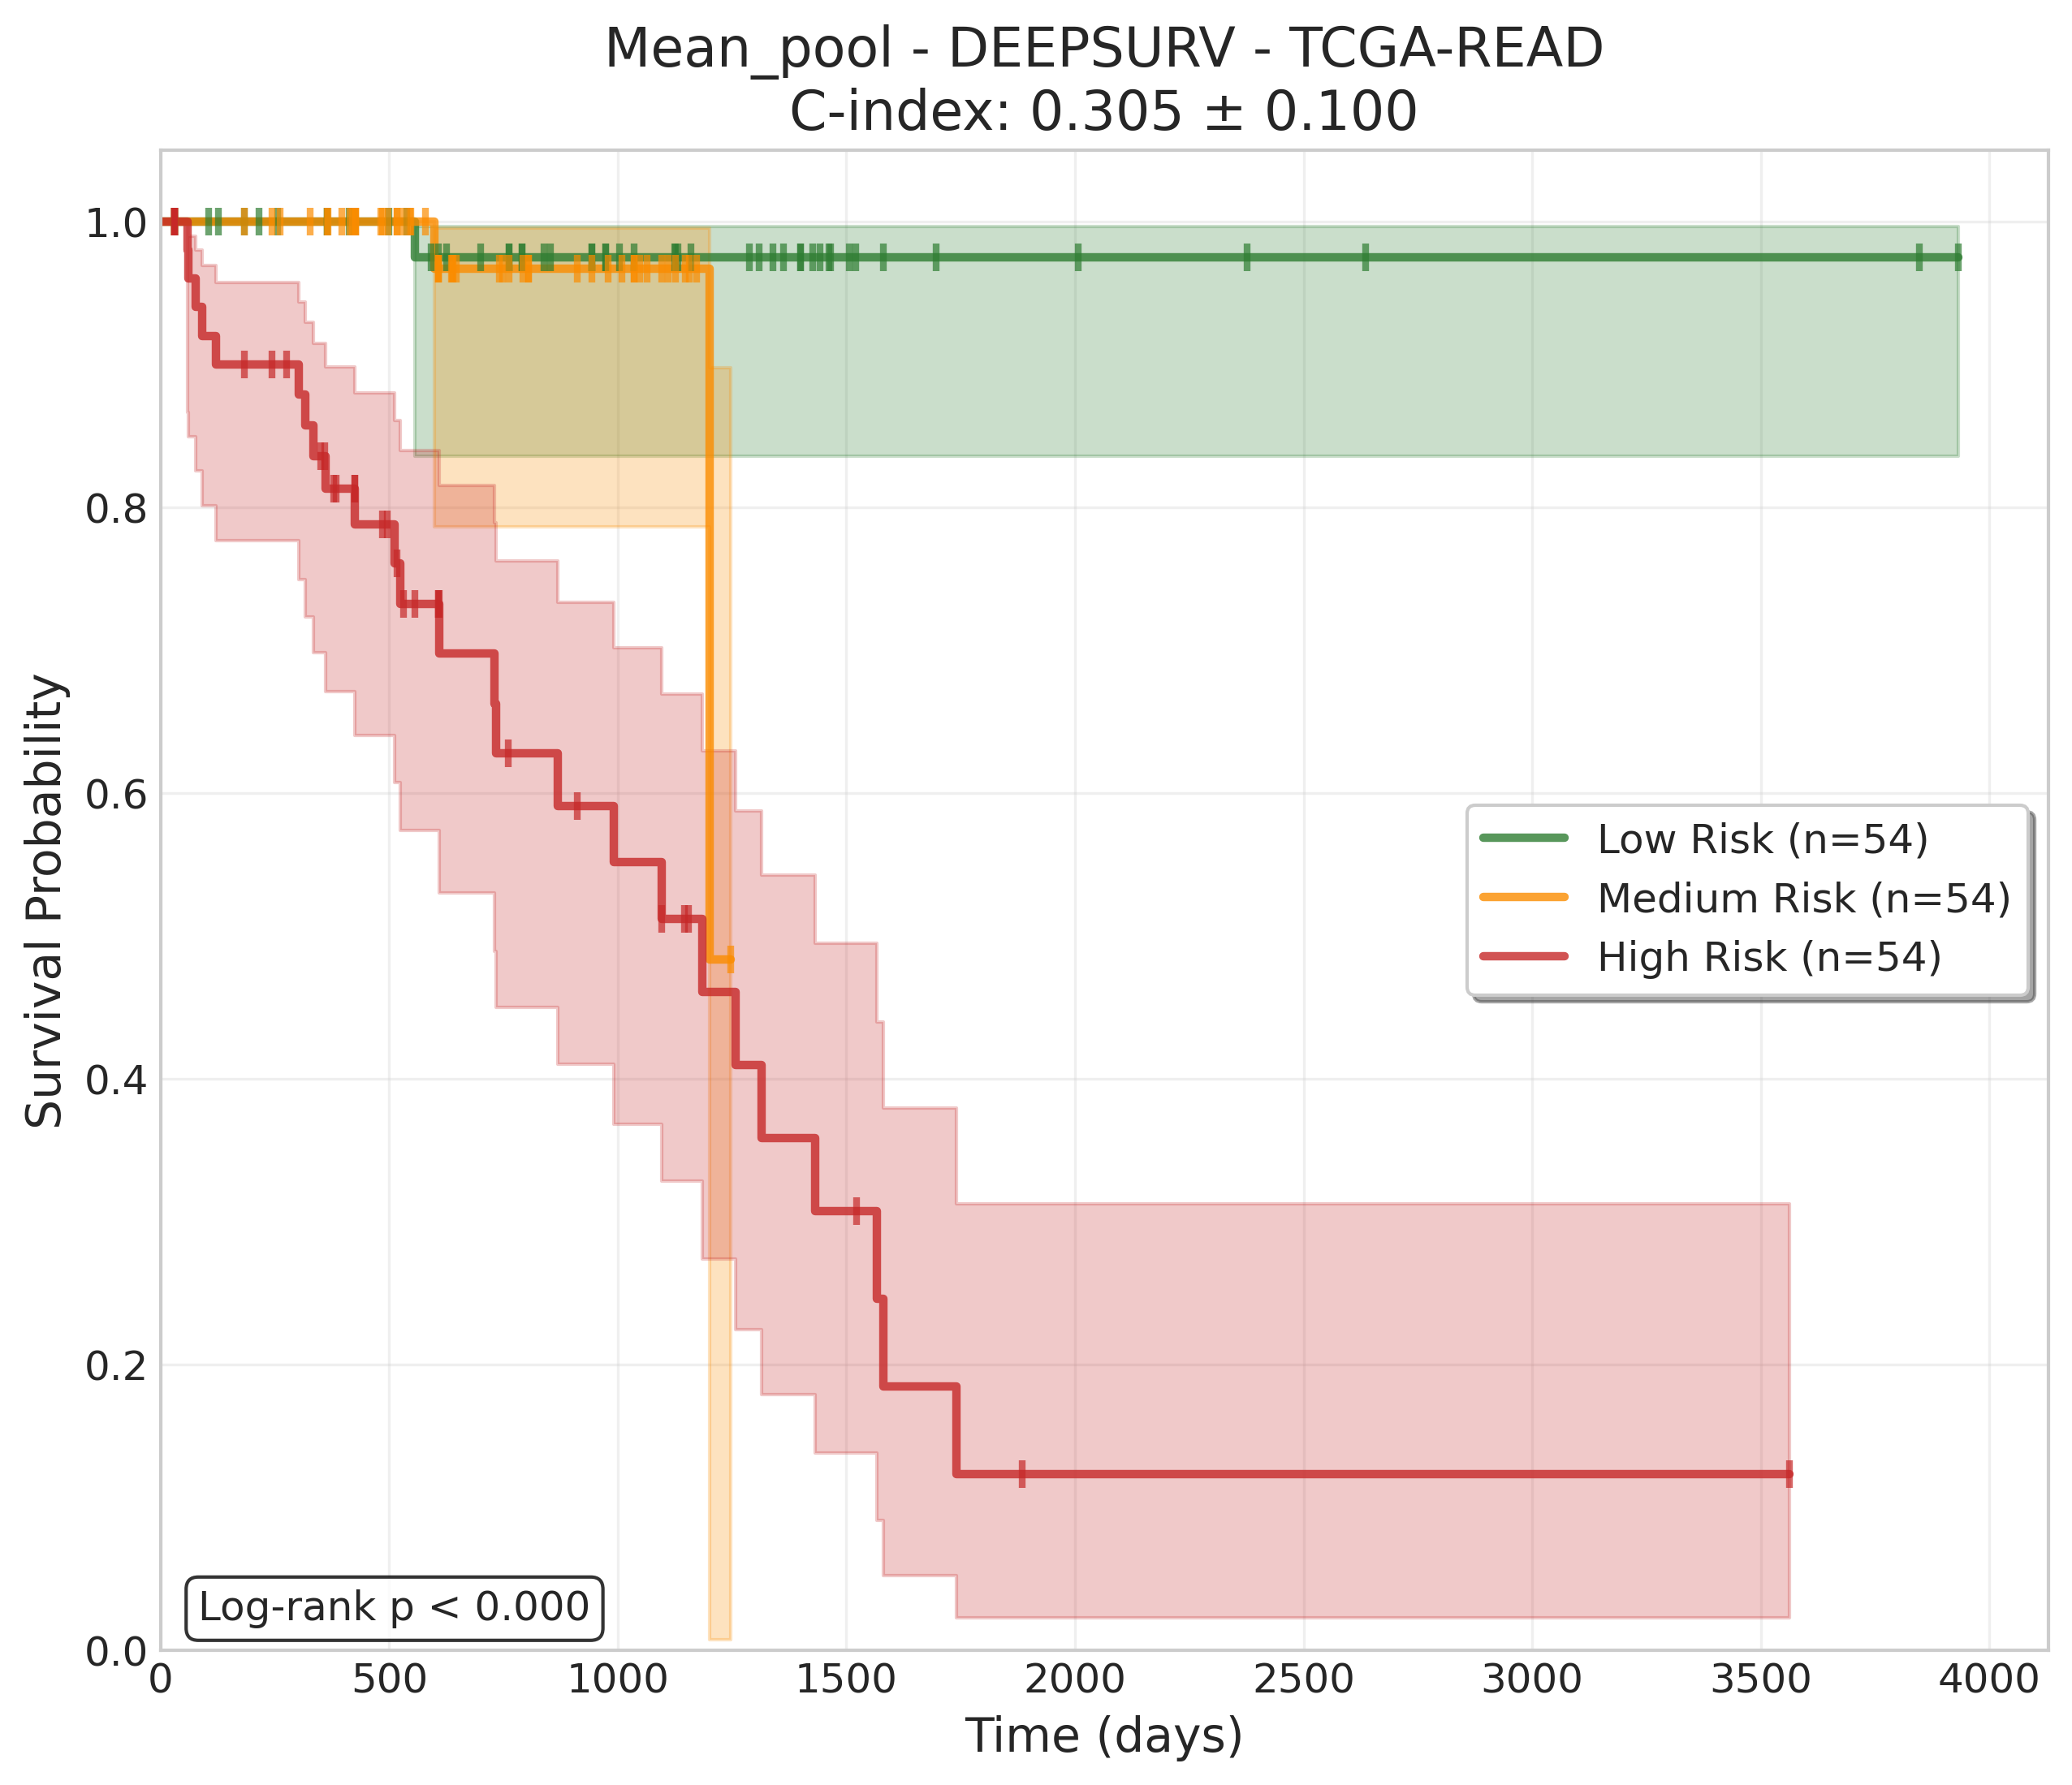 Mean_pool - DEEPSURV - TCGA-READ
C-index: 0.305 ± 0.100
Survival Probability
1.0
0.8
0.6
0.4
0.2
0.0
Low Risk (n=54)
Medium Risk (n=54)
High Risk (n=54)
Log-rank p < 0.000
0 500 1000 1500 2000 2500 3000 3500 4000
Time (days)